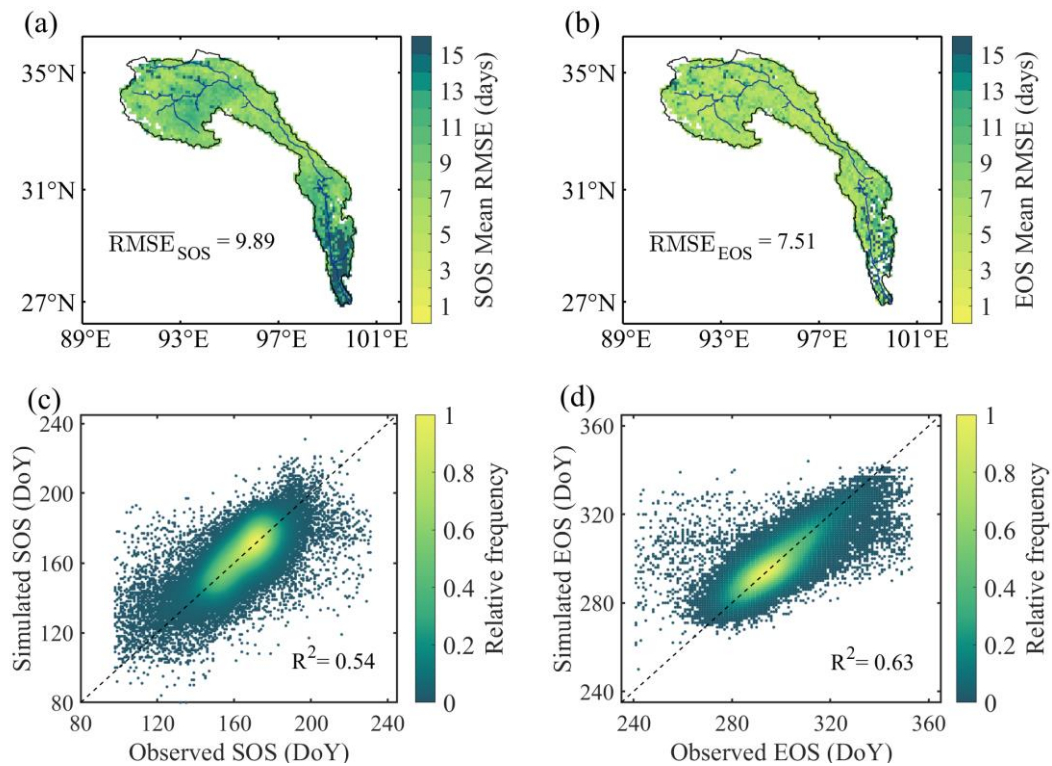 (a)
35°N
31°N
27°N
89°E 93°E 97°E 101°E
RMSE SOS = 9.89
15
13
11
9
7
5
3
1
SOS Mean RMSE (days)
(b)
35°N
31°N
27°N
89°E 93°E 97°E 101°E
RMSE EOS = 7.51
15
13
11
9
7
5
3
1
EOS Mean RMSE (days)
(c)
240
200
160
120
80
80 120 160 200 240
Simulated SOS (DoY)
Observed SOS (DoY)
R² = 0.54
1
0.8
0.6
0.4
0.2
0
Relative frequency
(d)
360
320
280
240
240 280 320 360
Simulated EOS (DoY)
Observed EOS (DoY)
R² = 0.63
1
0.8
0.6
0.4
0.2
0
Relative frequency